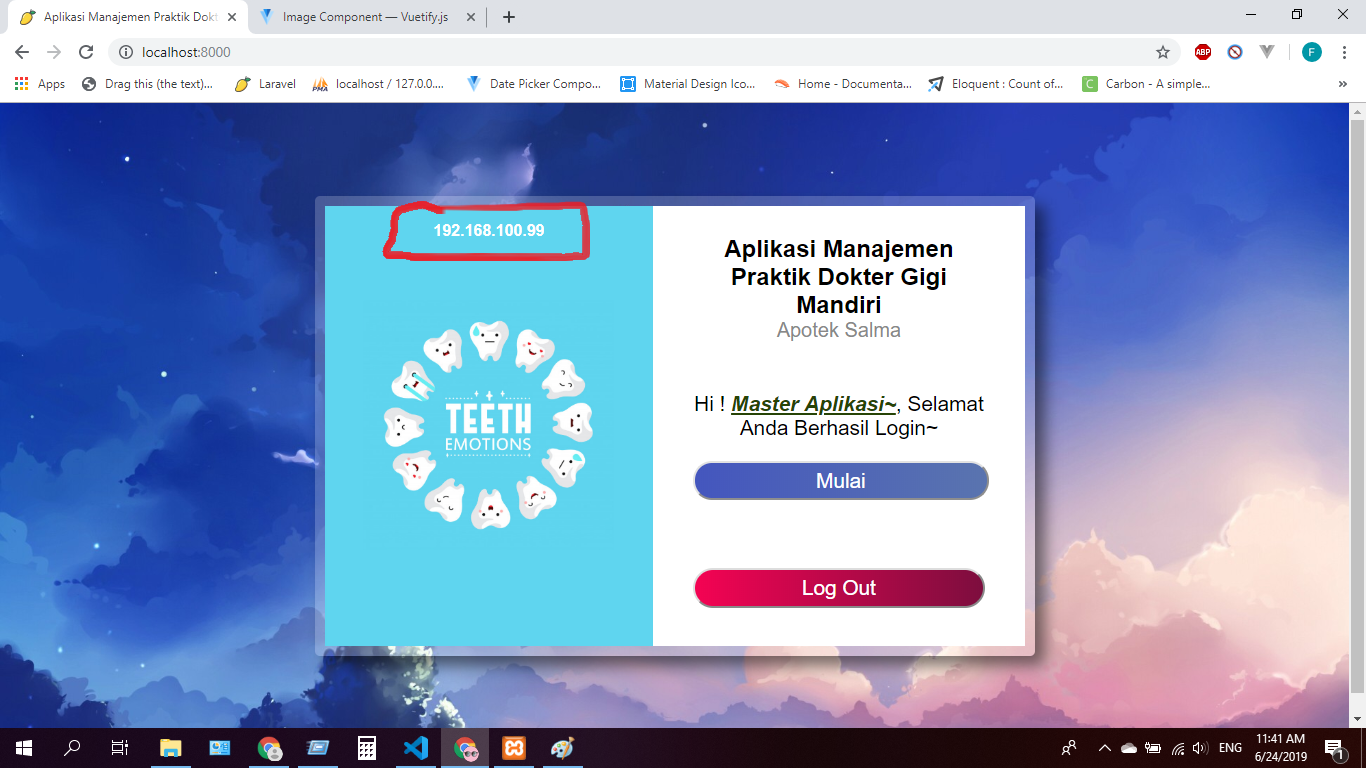 Aplikasi Manajemen Praktik Dokt
Image Component — Vuetify.js
localhost:8000
ABP
F
Apps
Drag this (the text)...
Laravel
PMA
localhost / 127.0.0....
Date Picker Compo...
Material Design Ico...
Home - Documenta...
Eloquent : Count of...
C
Carbon - A simple...
»
192.168.100.99
TEETH
EMOTIONS
Aplikasi Manajemen
Praktik Dokter Gigi
Mandiri
Apotek Salma
Hi ! Master Aplikasi~, Selamat
Anda Berhasil Login~
Mulai
Log Out
ENG
11:41 AM
6/24/2019
1